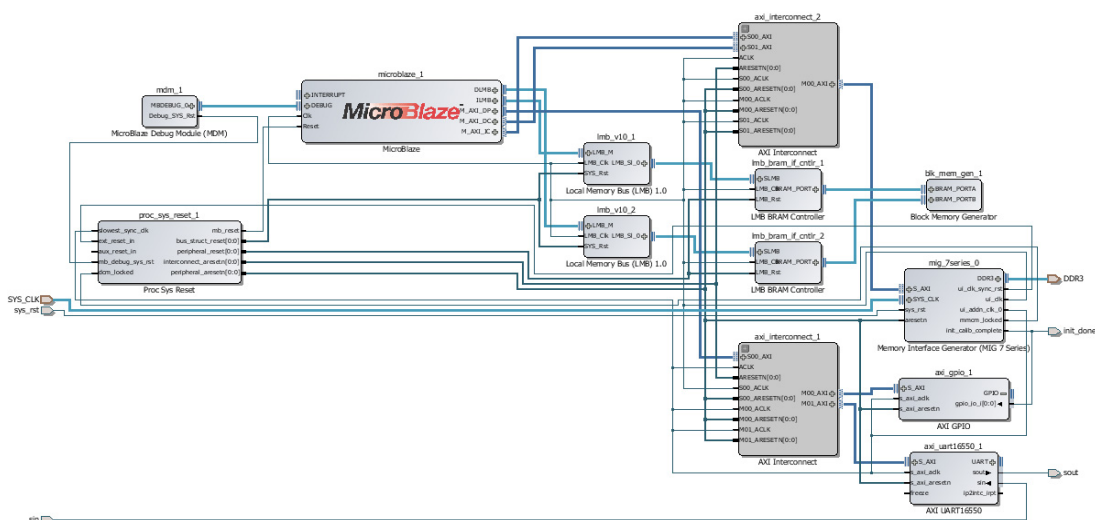 axi_interconnect_2
S00_AXI
S01_AXI
ACLK
ARESETN[0:0]
S00_ACLK
S00_ARESETN[0:0]
M00_ACLK
M00_ARESETN[0:0]
S01_ACLK
S01_ARESETN[0:0]
M00_AXI
AXI Interconnect
microblaze_1
INTERRUPT
DEBUG
Clk
Reset
MicroBlaze
DLMB
ILMB
M_AXI_DP
M_AXI_DC
M_AXI_IC
MicroBlaze
mdm_1
MBDEBUG_0
Debug_SYS_Rst
MicroBlaze Debug Module (MDM)
lmb_v10_1
LMB_M
LMB_Clk
SYS_Rst
LMB_Sl_0
Local Memory Bus (LMB) 1.0
lmb_bram_if_cntlr_1
SLMB
LMB_Rst
BRAM_PORT
LMB BRAM Controller
blk_mem_gen_1
BRAM_PORTA
BRAM_PORTB
Block Memory Generator
proc_sys_reset_1
slowest_sync_clk
ext_reset_in
aux_reset_in
mb_debug_sys_rst
dcm_locked
mb_reset
bus_struct_reset[0:0]
peripheral_reset[0:0]
interconnect_aresetn[0:0]
peripheral_aresetn[0:0]
Proc Sys Reset
lmb_v10_2
LMB_M
LMB_Clk
SYS_Rst
LMB_Sl_0
Local Memory Bus (LMB) 1.0
lmb_bram_if_cntlr_2
SLMB
LMB_Rst
BRAM_PORT
LMB BRAM Controller
mig_7series_0
S_AXI
SYS_CLK
sys_rst
aresetn
DDR3
ui_clk_sync_rst
ui_clk
ui_addn_clk_0
mmcm_locked
init_calib_complete
Memory Interface Generator (MIG 7 Series)
SYS_CLK
sys_rst
DDR3
init_done
axi_interconnect_1
S00_AXI
ACLK
ARESETN[0:0]
S00_ACLK
S00_ARESETN[0:0]
M00_ACLK
M00_ARESETN[0:0]
M01_ACLK
M01_ARESETN[0:0]
M00_AXI
M01_AXI
AXI Interconnect
axi_gpio_1
S_AXI
s_axi_aclk
s_axi_aresetn
GPIO
gpio_io_i[0:0]
AXI GPIO
axi_uart16550_1
S_AXI
s_axi_aclk
s_axi_aresetn
freeze
UART
sout
sin
ip2intc_irpt
AXI UART16550
sout
sin